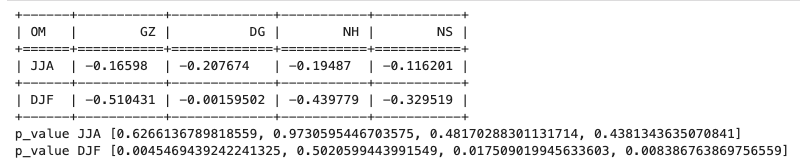 +------+-----------+-------------+-----------+-----------+
| OM   |        GZ |          DG |        NH |        NS |
+======+===========+=============+===========+===========+
| JJA  | -0.16598  | -0.207674   | -0.19487  | -0.116201 |
+------+-----------+-------------+-----------+-----------+
| DJF  | -0.510431 | -0.00159502 | -0.439779 | -0.329519 |
+------+-----------+-------------+-----------+-----------+
p_value JJA [0.6266136789818559, 0.9730595446703575, 0.48170288301131714, 0.4381343635070841]
p_value DJF [0.0045469439242241325, 0.5020599443991549, 0.017509019945633603, 0.008386763869756559]